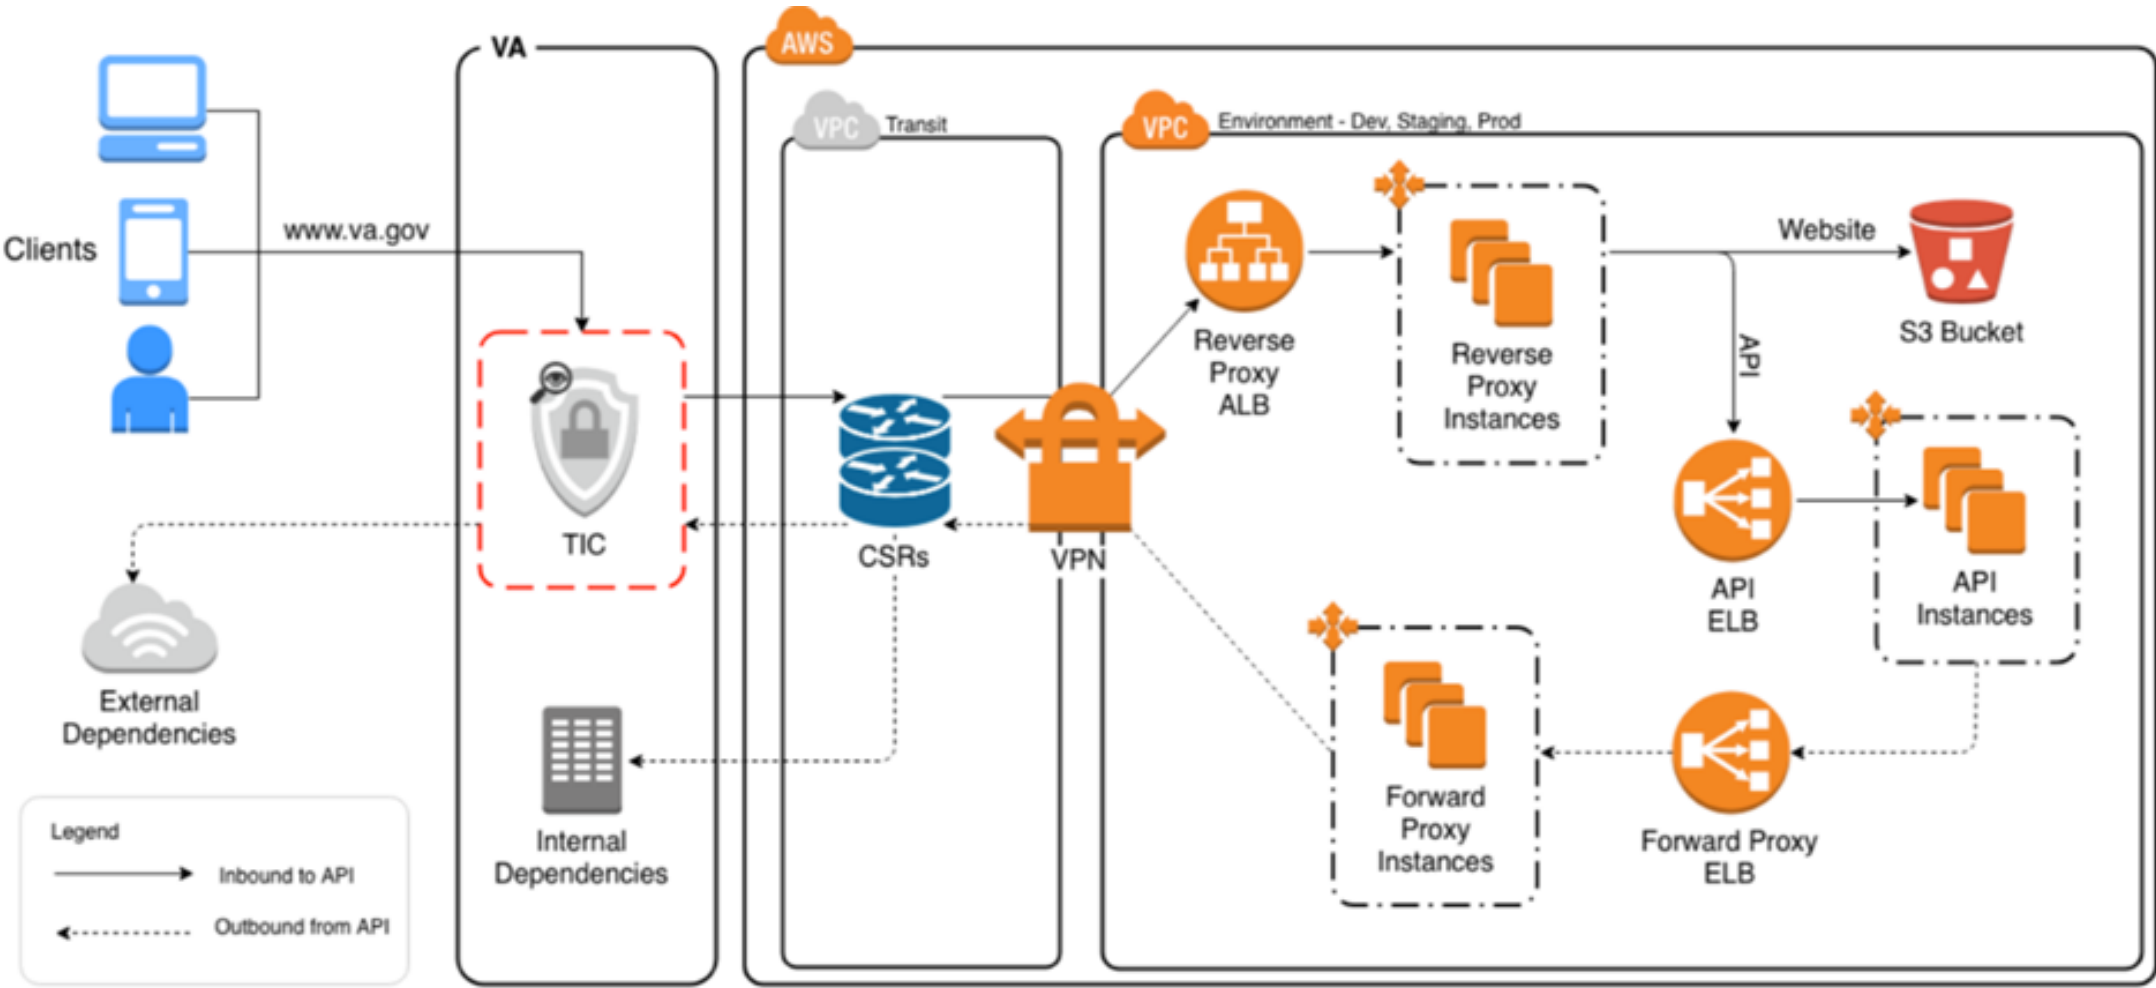 VA
AWS
VPC
Transit
VPC
Environment - Dev, Staging, Prod
Clients
www.va.gov
TIC
CSRs
VPN
Reverse
Proxy
ALB
Reverse
Proxy
Instances
Website
S3 Bucket
API
API
ELB
API
Instances
Forward Proxy
ELB
Forward
Proxy
Instances
External
Dependencies
Internal
Dependencies
Legend
Inbound to API
Outbound from API